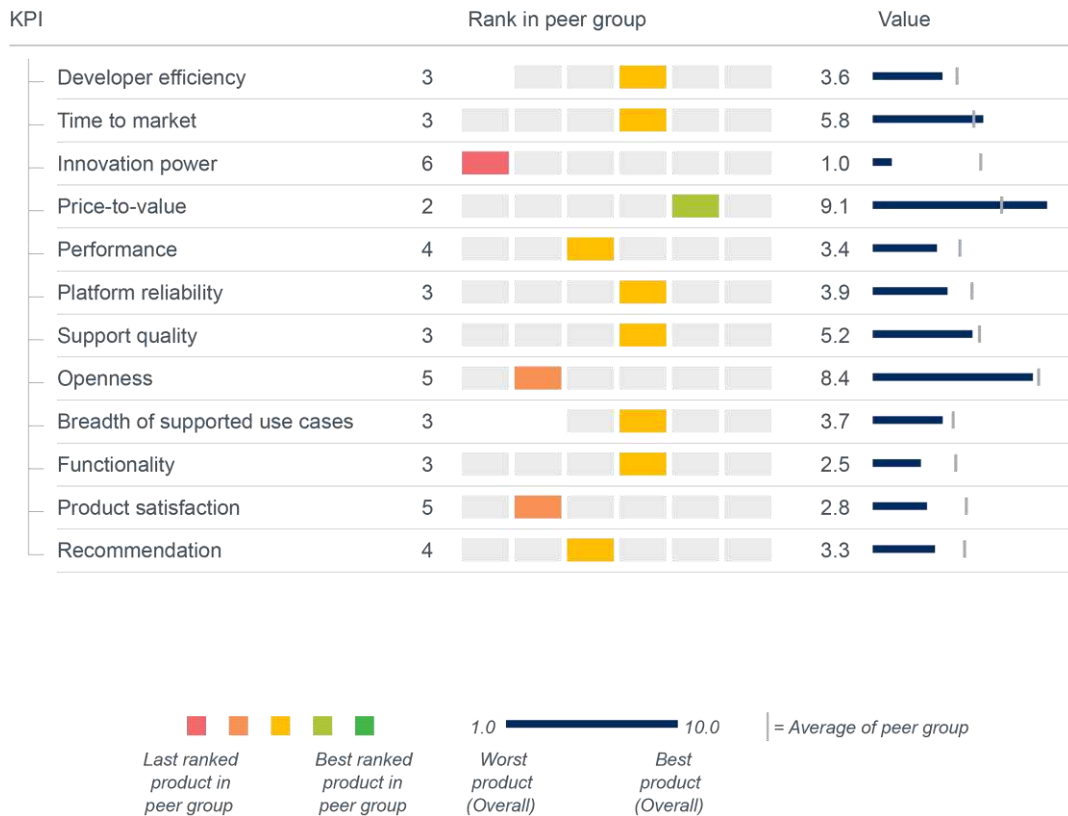 KPI Rank in peer group Value
Developer efficiency 3 3.6
Time to market 3 5.8
Innovation power 6 1.0
Price-to-value 2 9.1
Performance 4 3.4
Platform reliability 3 3.9
Support quality 3 5.2
Openness 5 8.4
Breadth of supported use cases 3 3.7
Functionality 3 2.5
Product satisfaction 5 2.8
Recommendation 4 3.3
1.0 10.0 = Average of peer group
Last ranked Best ranked Worst Best
product in product in product product
peer group peer group (Overall) (Overall)